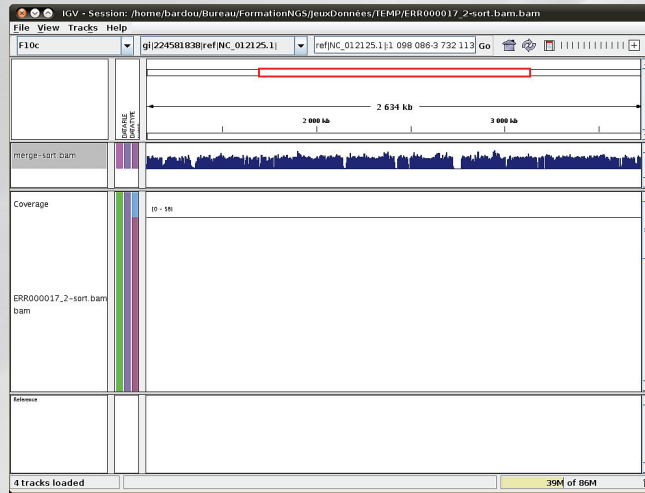 IGV - Session: /home/bardou/Bureau/FormationNGS/JeuxDonnées/TEMP/ERR000017_2-sort.bam.bam
File View Tracks Help
F10c gi|224581838|ref|NC_012125.1| ref|NC_012125.1|:1 098 086-3 732 113 Go
DATAFILE
DATATYPE
2 634 kb
2 000 kb 3 000 kb
merge-sort.bam
Coverage
[0 - 58]
ERR000017_2-sort.bam
bam
Reference
4 tracks loaded 39M of 86M